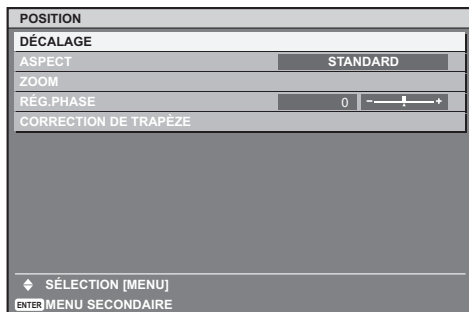 POSITION
DÉCALAGE
ASPECT STANDARD
ZOOM
RÉG.PHASE 0 - +
CORRECTION DE TRAPÈZE
SÉLECTION [MENU]
ENTER MENU SECONDAIRE